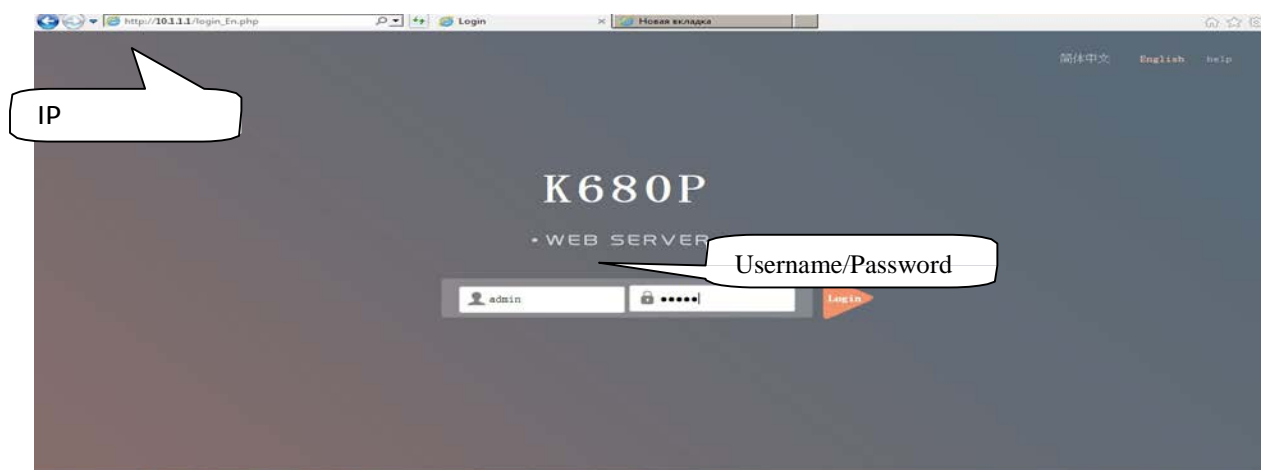 http://10.1.1.1/login_En.php
Login
Новая вкладка
简体中文 English help
IP
K680P
• WEB SERVER
Username/Password
admin
•••••
Login